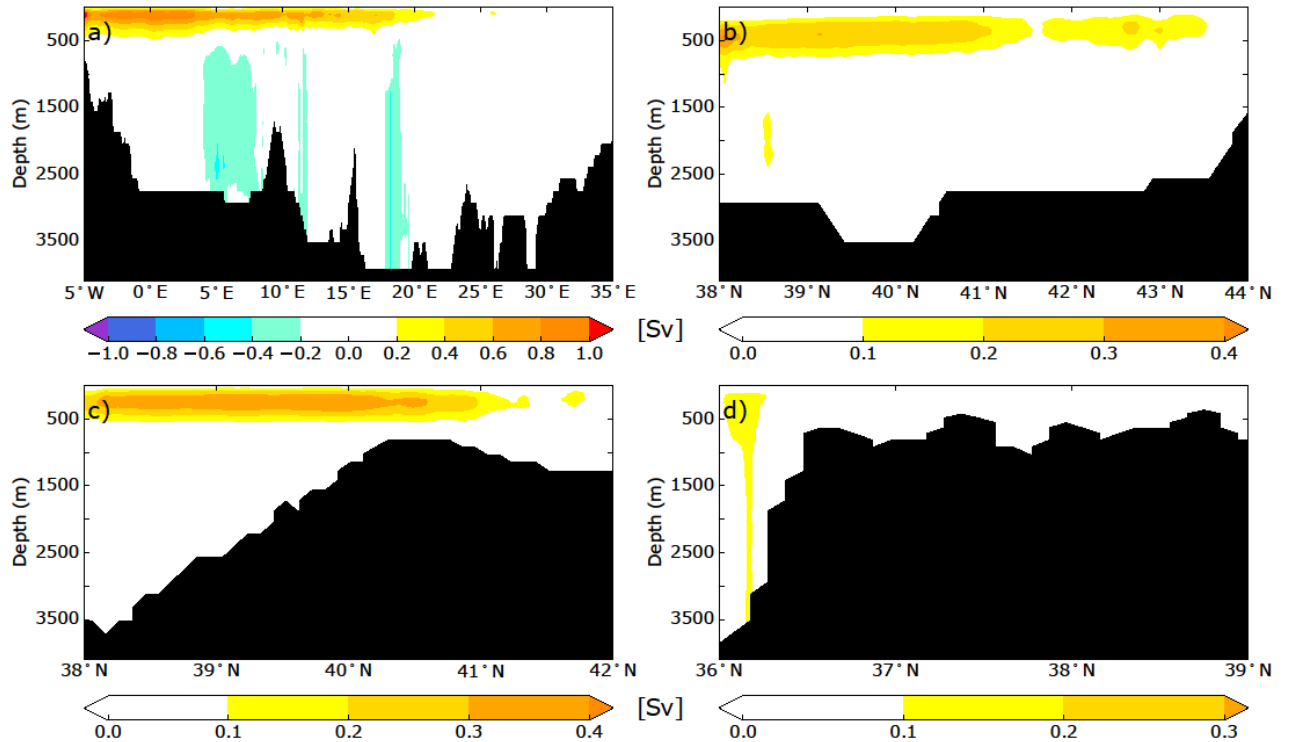 a)
500
1500
2500
3500
Depth (m)
5°W 0°E 5°E 10°E 15°E 20°E 25°E 30°E 35°E
−1.0 −0.8 −0.6 −0.4 −0.2 0.0 0.2 0.4 0.6 0.8 1.0
[Sv]
b)
500
1500
2500
3500
Depth (m)
38°N 39°N 40°N 41°N 42°N 43°N 44°N
0.0 0.1 0.2 0.3 0.4
c)
500
1500
2500
3500
Depth (m)
38°N 39°N 40°N 41°N 42°N
0.0 0.1 0.2 0.3 0.4
[Sv]
d)
500
1500
2500
3500
Depth (m)
36°N 37°N 38°N 39°N
0.0 0.1 0.2 0.3